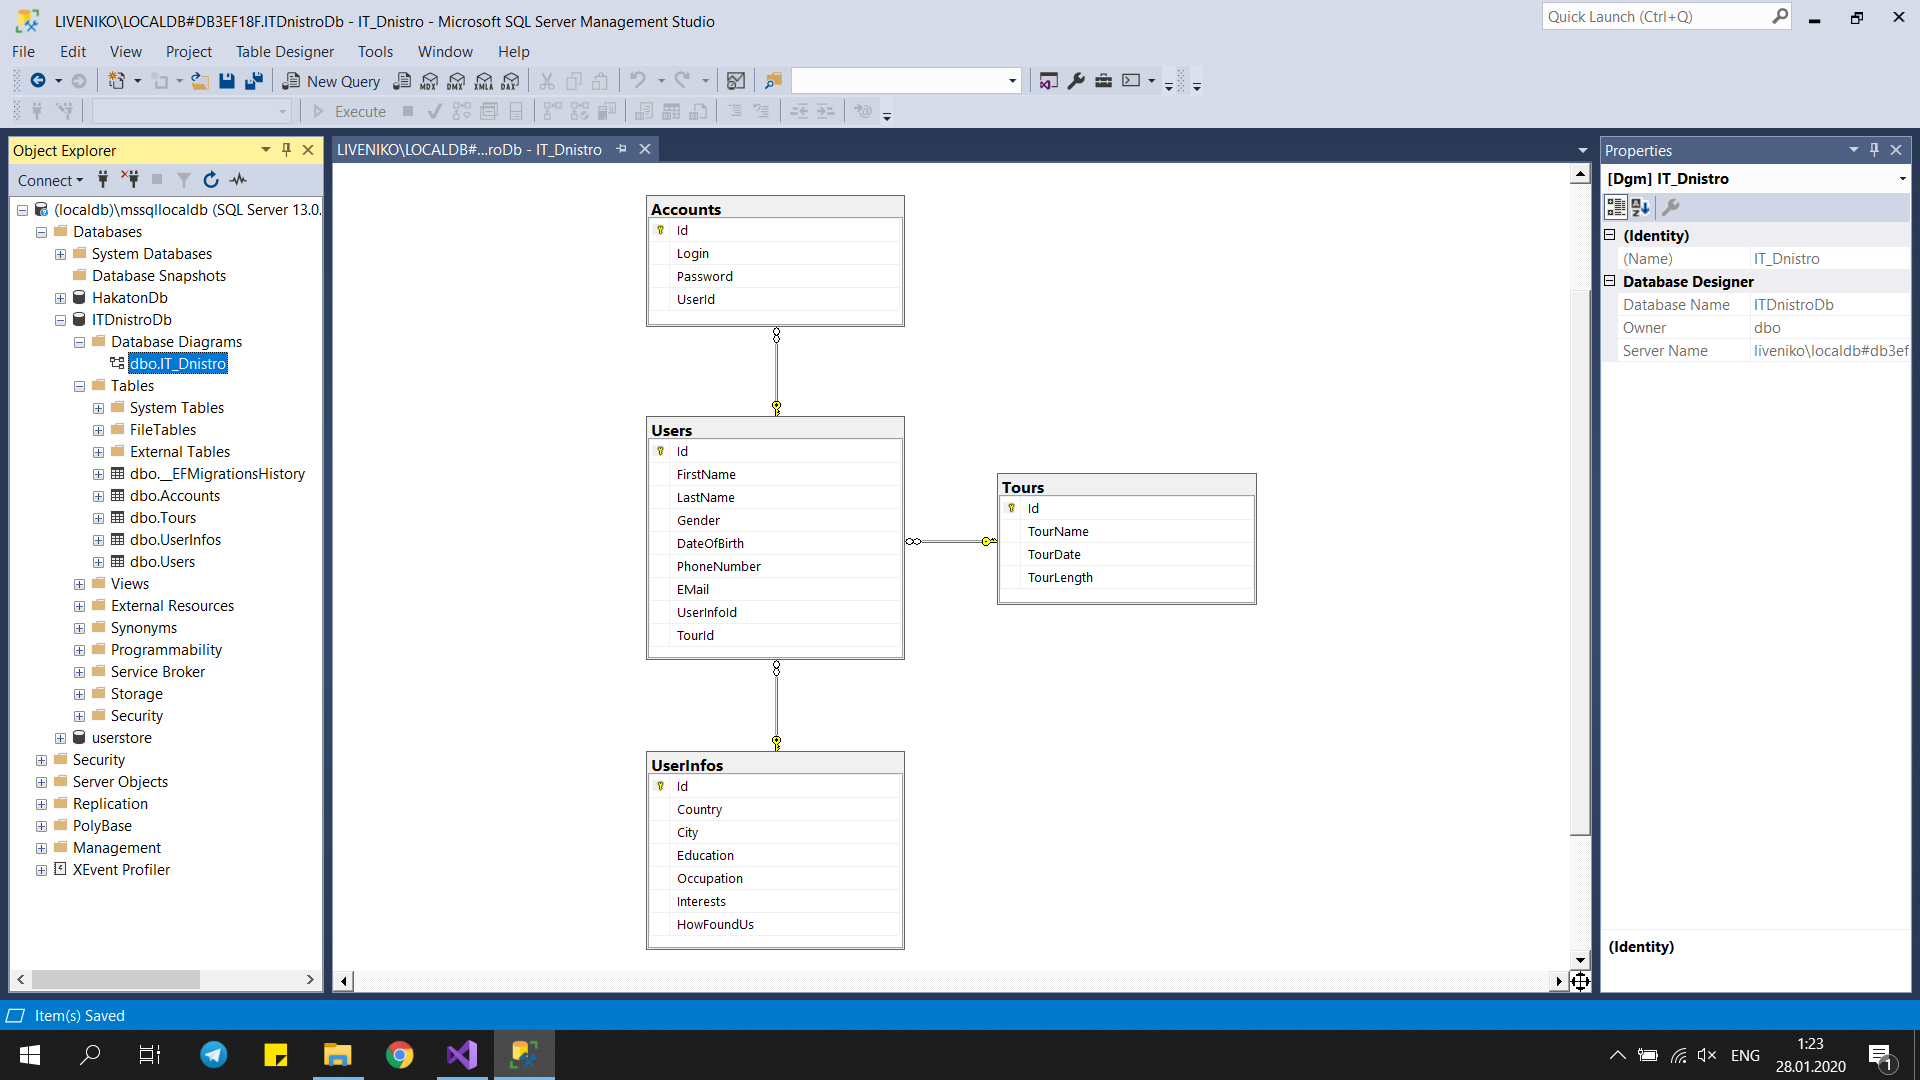 LIVENIKO\LOCALDB#DB3EF18F.ITDnistroDb - IT_Dnistro - Microsoft SQL Server Management Studio
Quick Launch (Ctrl+Q)
File Edit View Project Table Designer Tools Window Help
New Query MDX DMX XMLA DAX
Execute
Object Explorer
Connect
(localdb)\mssqllocaldb (SQL Server 13.0.
Databases
System Databases
Database Snapshots
HakatonDb
ITDnistroDb
Database Diagrams
dbo.IT_Dnistro
Tables
System Tables
FileTables
External Tables
dbo.__EFMigrationsHistory
dbo.Accounts
dbo.Tours
dbo.UserInfos
dbo.Users
Views
External Resources
Synonyms
Programmability
Service Broker
Storage
Security
userstore
Security
Server Objects
Replication
PolyBase
Management
XEvent Profiler
LIVENIKO\LOCALDB#...roDb - IT_Dnistro
Accounts
Id
Login
Password
UserId
Users
Id
FirstName
LastName
Gender
DateOfBirth
PhoneNumber
EMail
UserInfoId
TourId
Tours
Id
TourName
TourDate
TourLength
UserInfos
Id
Country
City
Education
Occupation
Interests
HowFoundUs
Properties
[Dgm] IT_Dnistro
(Identity)
(Name) IT_Dnistro
Database Designer
Database Name ITDnistroDb
Owner dbo
Server Name liveniko\localdb#db3ef
(Identity)
Item(s) Saved
ENG
1:23
28.01.2020
1